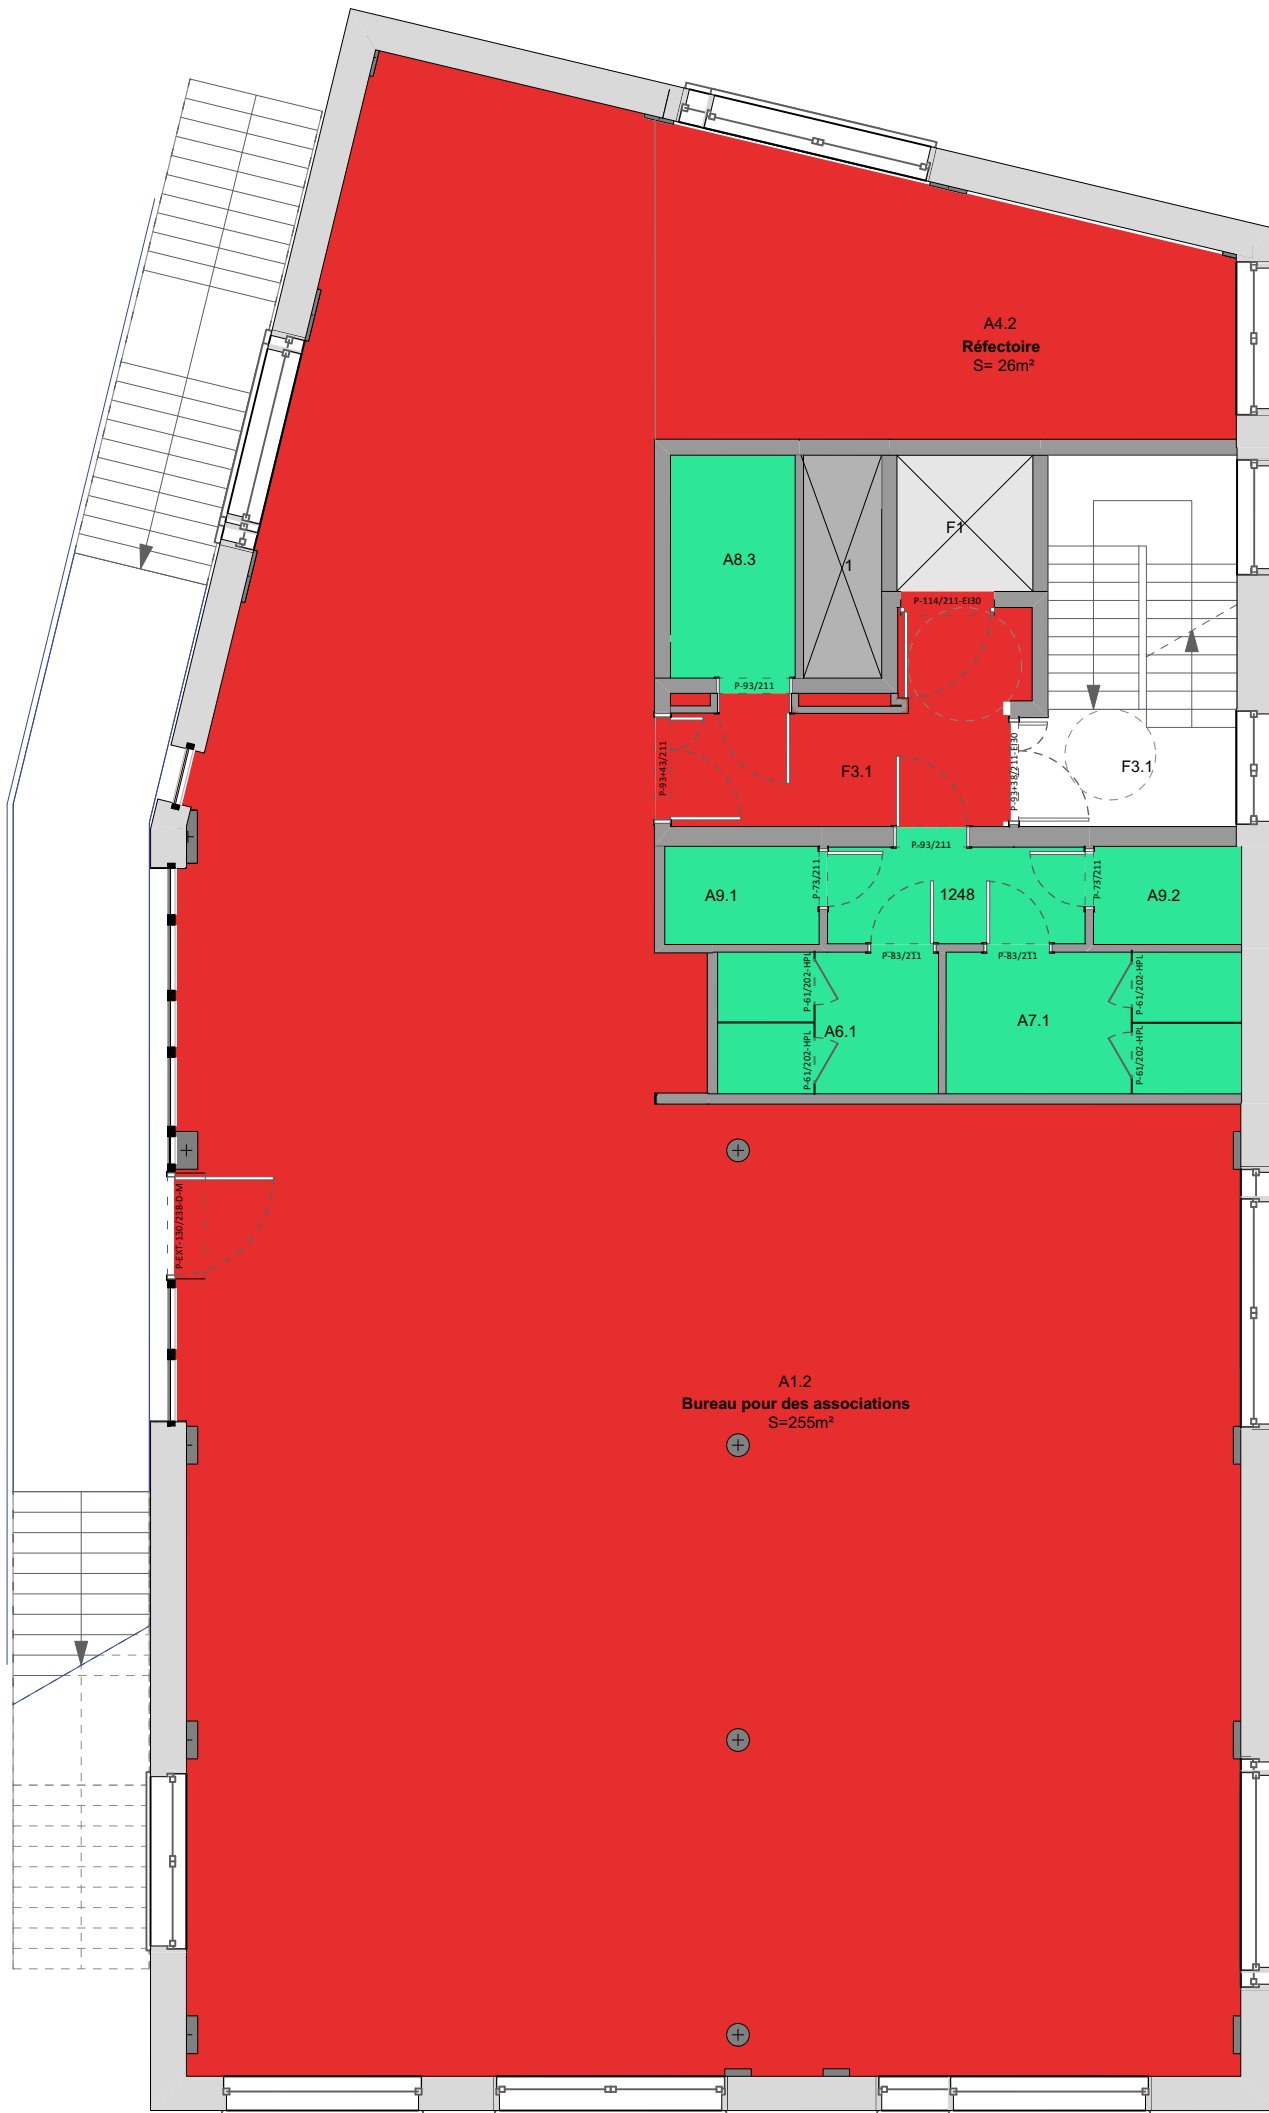 A4.2
Réfectoire
S= 26m²
A8.3
1
F1
P-114/211-EI30
P-93/211
P-93+43/211
F3.1
P-93+38/211-EI30
F3.1
P-93/211
A9.1
P-73/211
1248
P-73/211
A9.2
P-83/211
P-83/211
P-61/202-HPL
A6.1
P-61/202-HPL
A7.1
P-61/202-HPL
P-61/202-HPL
P-EXT-130/238-D-M
A1.2
Bureau pour des associations
S=255m²